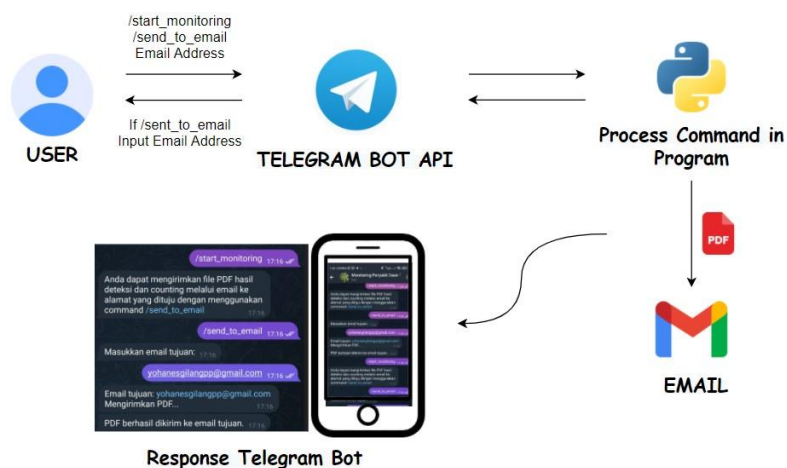 /start_monitoring
/send_to_email
Email Address
If /sent_to_email
Input Email Address
USER
TELEGRAM BOT API
Process Command in
Program
PDF
EMAIL
/start_monitoring 17:16
Anda dapat mengirimkan file PDF hasil
deteksi dan counting melalui email ke
alamat yang dituju dengan menggunakan
command /send_to_email 17:16
/send_to_email 17:16
Masukkan email tujuan: 17:16
yohanesgilangpp@gmail.com 17:16
Email tujuan: yohanesgilangpp@gmail.com
Mengirimkan PDF... 17:16
PDF berhasil dikirim ke email tujuan. 17:16
Response Telegram Bot